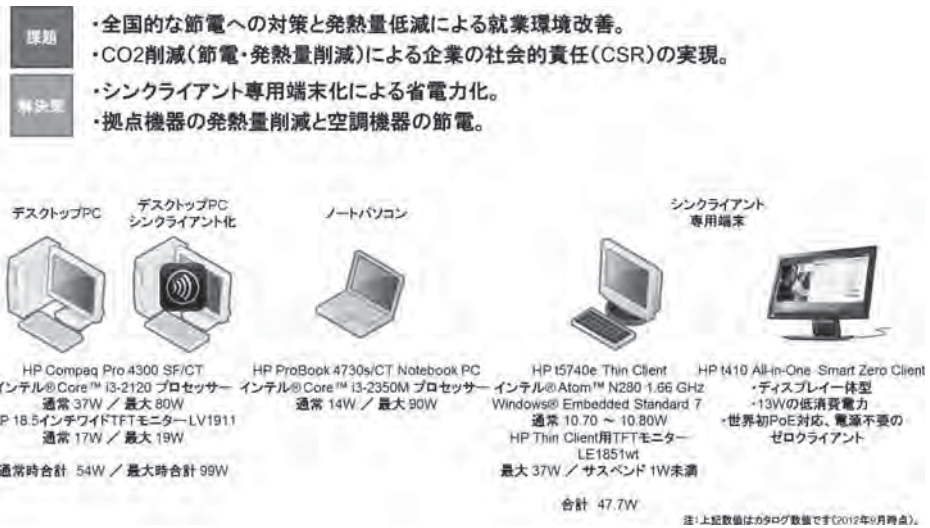 課題
・全国的な節電への対策と発熱量低減による就業環境改善。
・CO2削減(節電・発熱量削減)による企業の社会的責任(CSR)の実現。
解決策
・シンクライアント専用端末化による省電力化。
・拠点機器の発熱量削減と空調機器の節電。
デスクトップPC
デスクトップPC
シンクライアント化
ノートパソコン
シンクライアント
専用端末
HP Compaq Pro 4300 SF/CT
インテル®Core™ i3-2120 プロセッサー
通常 37W / 最大 80W
HP 18.5インチワイドTFTモニターLV1911
通常 17W / 最大 19W
通常時合計 54W / 最大時合計 99W
HP ProBook 4730s/CT Notebook PC
インテル®Core™ i3-2350M プロセッサー
通常 14W / 最大 90W
HP t5740e Thin Client
インテル®Atom™ N280 1.66 GHz
Windows® Embedded Standard 7
通常 10.70 ~ 10.80W
HP Thin Client用TFTモニター
LE1851wt
最大 37W / サスペンド 1W未満
合計 47.7W
HP t410 All-in-One Smart Zero Client
・ディスプレイ一体型
・13Wの低消費電力
・世界初PoE対応、電源不要の
ゼロクライアント
注:上記数値はカタログ数値です(2012年9月時点)。